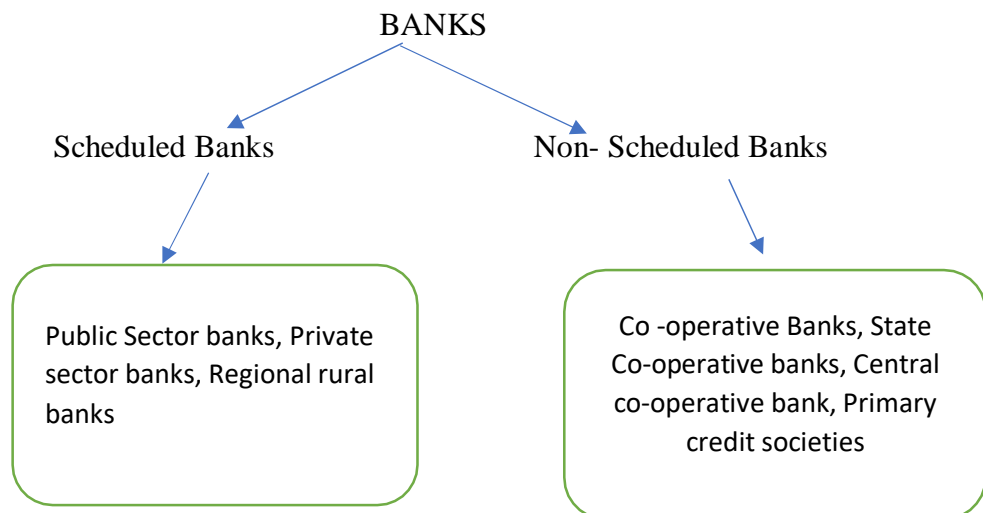 BANKS
Scheduled Banks
Non- Scheduled Banks
Public Sector banks, Private
sector banks, Regional rural
banks
Co -operative Banks, State
Co-operative banks, Central
co-operative bank, Primary
credit societies